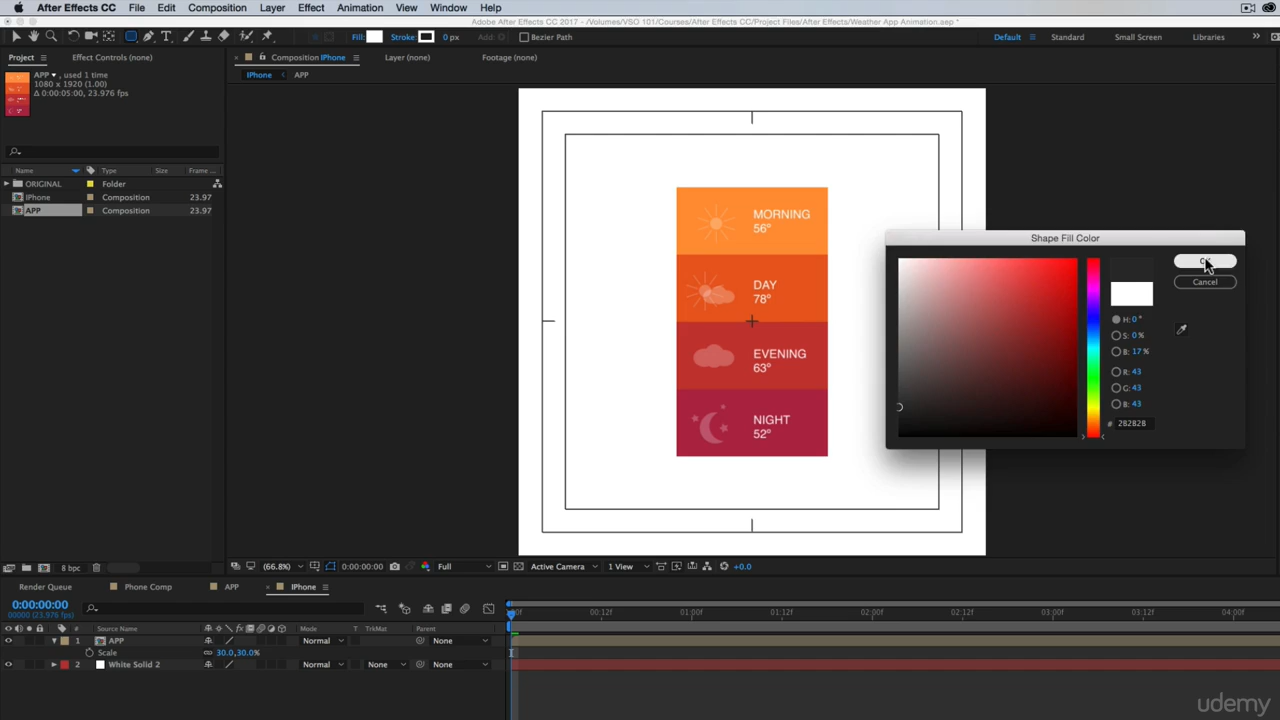 After Effects CC File Edit Composition Layer Effect Animation View Window Help
Adobe After Effects CC 2017 - /Volumes/VSO 101/Courses/After Effects CC/Project Files/After Effects/Weather App Animation.aep *
Fill: Stroke: 0 px Add: Bezier Path Default Standard Small Screen Libraries
Project Effect Controls (none) Composition IPhone Layer (none) Footage (none)
APP, used 1 time
1080 x 1920 (1.00)
Δ 0:00:05:00, 23.976 fps
IPhone APP
Name Type Size Frame...
ORIGINAL Folder
IPhone Composition 23.97
APP Composition 23.97
MORNING
56º
DAY
78º
EVENING
63º
NIGHT
52º
Shape Fill Color
OK
Cancel
H: 0 °
S: 0 %
B: 17 %
R: 43
G: 43
B: 43
# 282828
8 bpc (66.8%) 0:00:00:00 Full Active Camera 1 View +0.0
Render Queue Phone Comp APP IPhone
0:00:00:00
00000 (23.976 fps)
00:12f 01:00f 01:12f 02:00f 02:12f 03:00f 03:12f 04:00f
# Source Name Mode T TrkMat Parent
1 APP Normal None
Scale 30.0,30.0%
2 White Solid 2 Normal None None
udemy